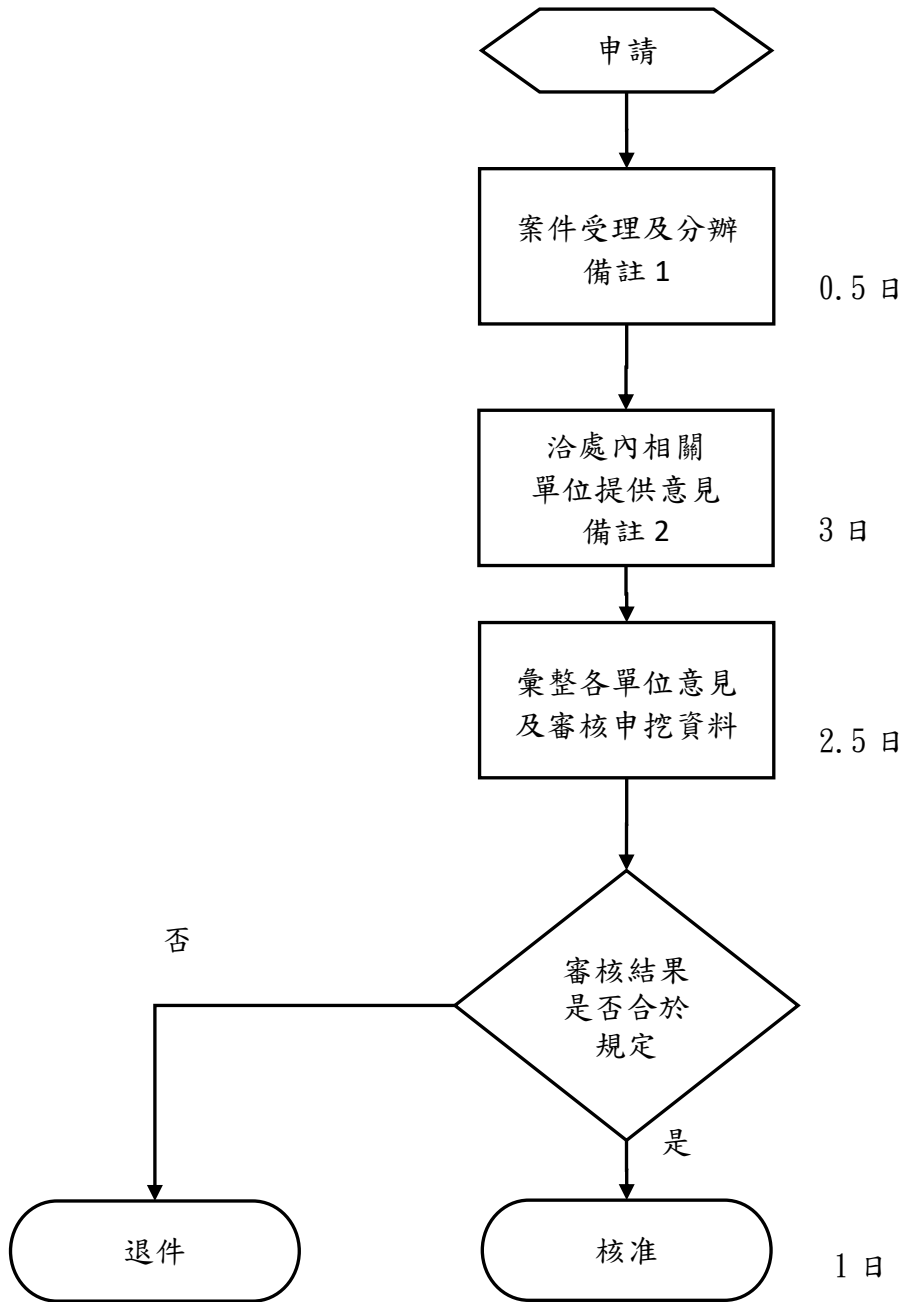 申請
案件受理及分辦
備註 1
0.5 日
洽處內相關
單位提供意見
備註 2
3 日
彙整各單位意見
及審核申挖資料
2.5 日
否
審核結果
是否合於
規定
是
退件
核准
1 日